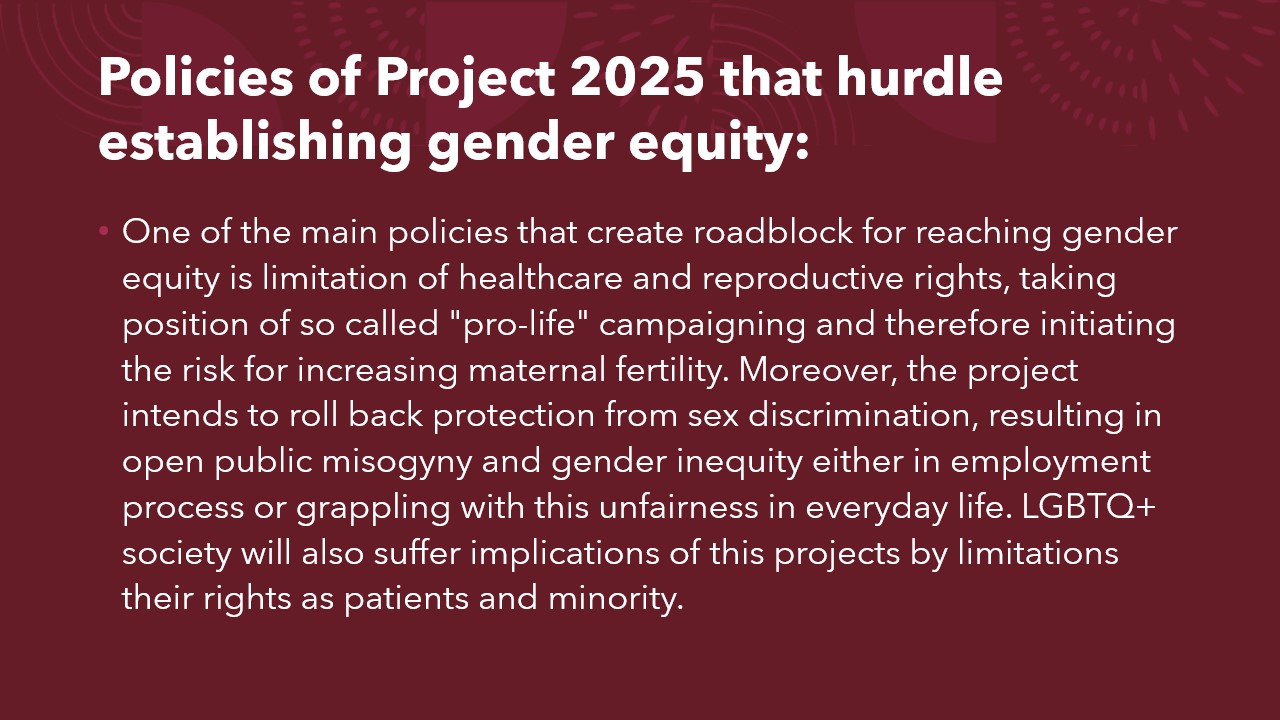 Policies of Project 2025 that hurdle
establishing gender equity:
• One of the main policies that create roadblock for reaching gender
equity is limitation of healthcare and reproductive rights, taking
position of so called "pro-life" campaigning and therefore initiating
the risk for increasing maternal fertility. Moreover, the project
intends to roll back protection from sex discrimination, resulting in
open public misogyny and gender inequity either in employment
process or grappling with this unfairness in everyday life. LGBTQ+
society will also suffer implications of this projects by limitations
their rights as patients and minority.